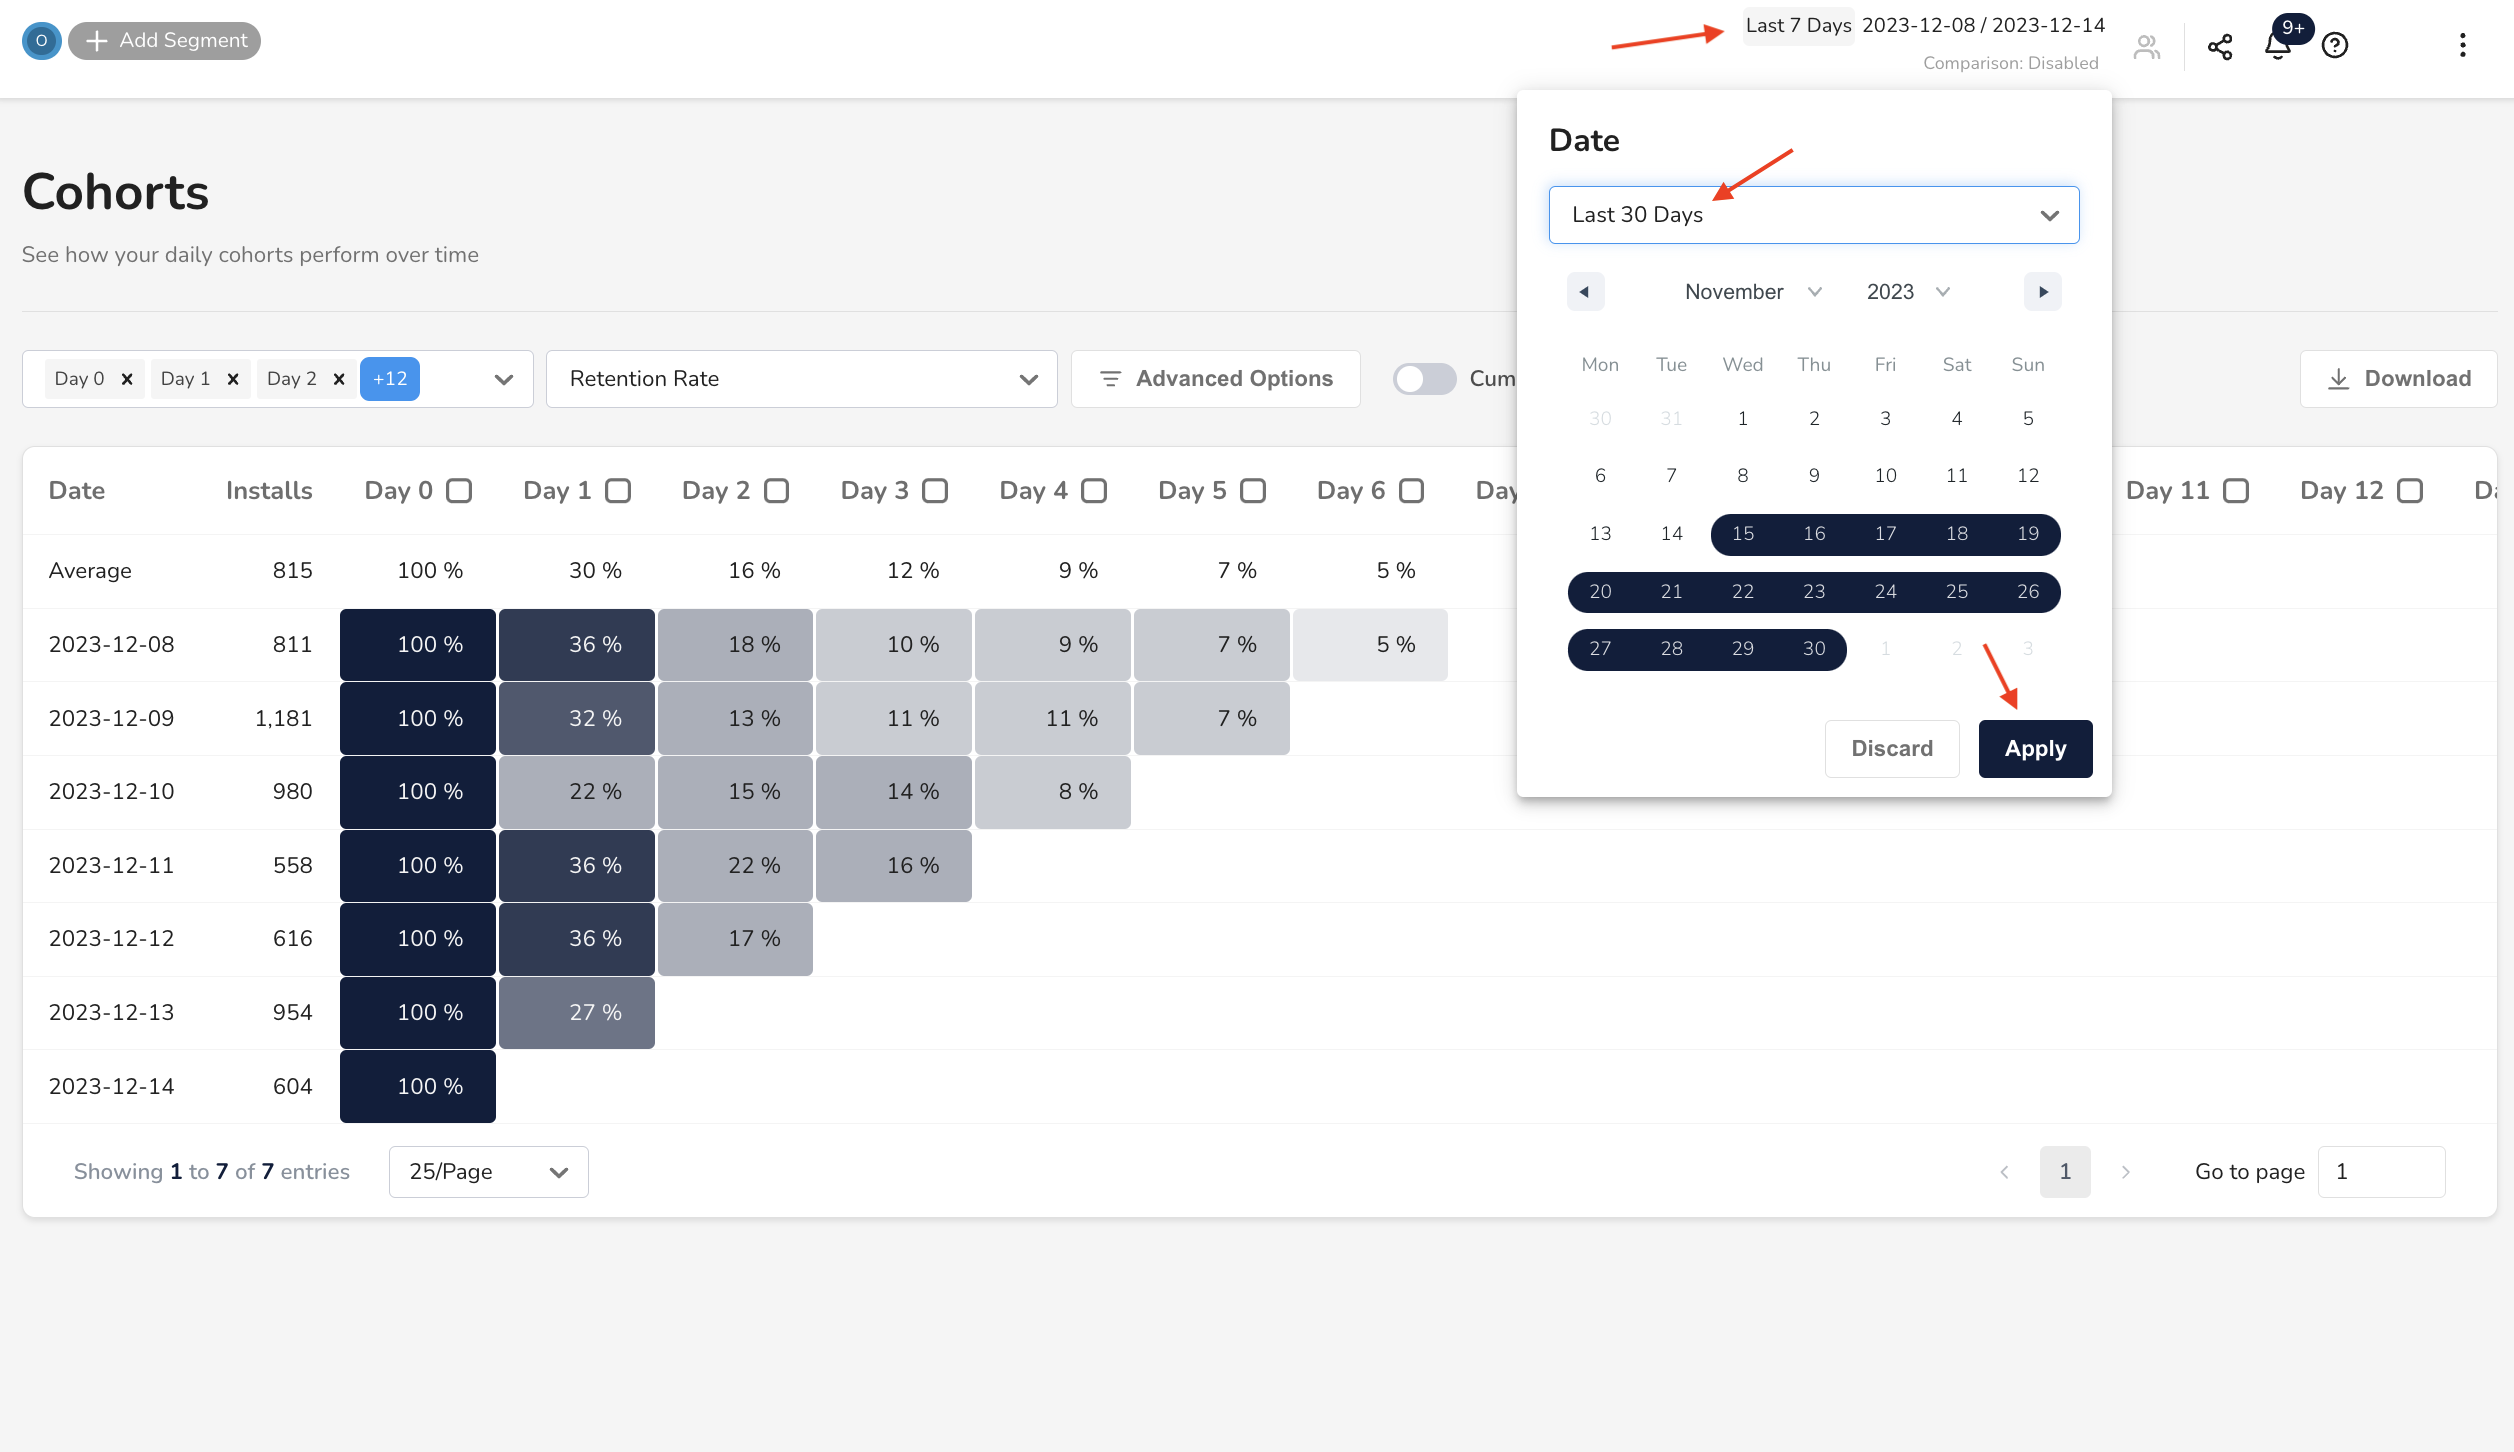 O
Add Segment
Last 7 Days 2023-12-08 / 2023-12-14
Comparison: Disabled
9+
Cohorts
See how your daily cohorts perform over time
Date
Last 30 Days
November 2023
Mon Tue Wed Thu Fri Sat Sun
30 31 1 2 3 4 5
6 7 8 9 10 11 12
13 14 15 16 17 18 19
20 21 22 23 24 25 26
27 28 29 30 1 2 3
Discard Apply
Day 0 Day 1 Day 2 +12
Retention Rate
Advanced Options
Cum
Download
Date Installs Day 0 Day 1 Day 2 Day 3 Day 4 Day 5 Day 6 Day Day 11 Day 12 Da
Average 815 100 % 30 % 16 % 12 % 9 % 7 % 5 %
2023-12-08 811 100 % 36 % 18 % 10 % 9 % 7 % 5 %
2023-12-09 1,181 100 % 32 % 13 % 11 % 11 % 7 %
2023-12-10 980 100 % 22 % 15 % 14 % 8 %
2023-12-11 558 100 % 36 % 22 % 16 %
2023-12-12 616 100 % 36 % 17 %
2023-12-13 954 100 % 27 %
2023-12-14 604 100 %
Showing 1 to 7 of 7 entries 25/Page 1 Go to page 1